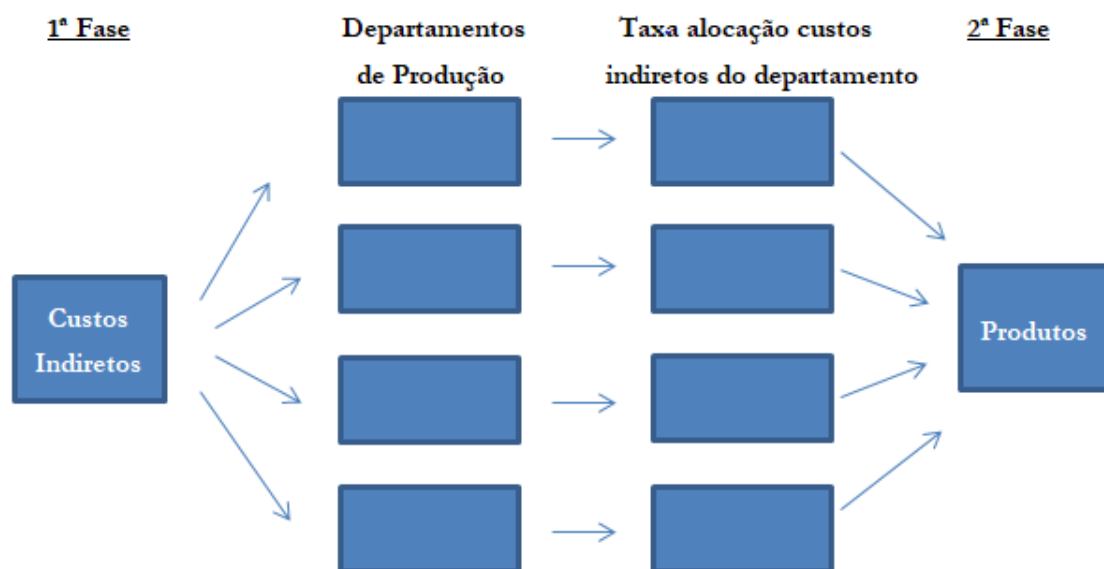 1ª Fase
Departamentos
de Produção
Taxa alocação custos
indiretos do departamento
2ª Fase
Custos
Indiretos
Produtos